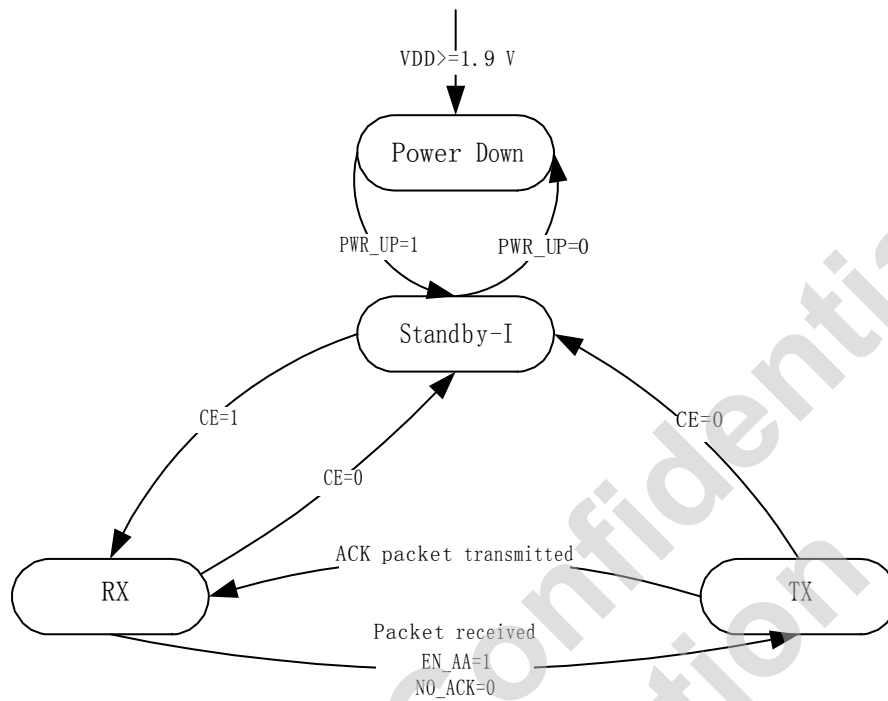 VDD>=1.9 V
Power Down
PWR_UP=1
PWR_UP=0
Standby-I
CE=1
CE=0
CE=0
ACK packet transmitted
RX
TX
Packet received
EN_AA=1
NO_ACK=0
Confidential